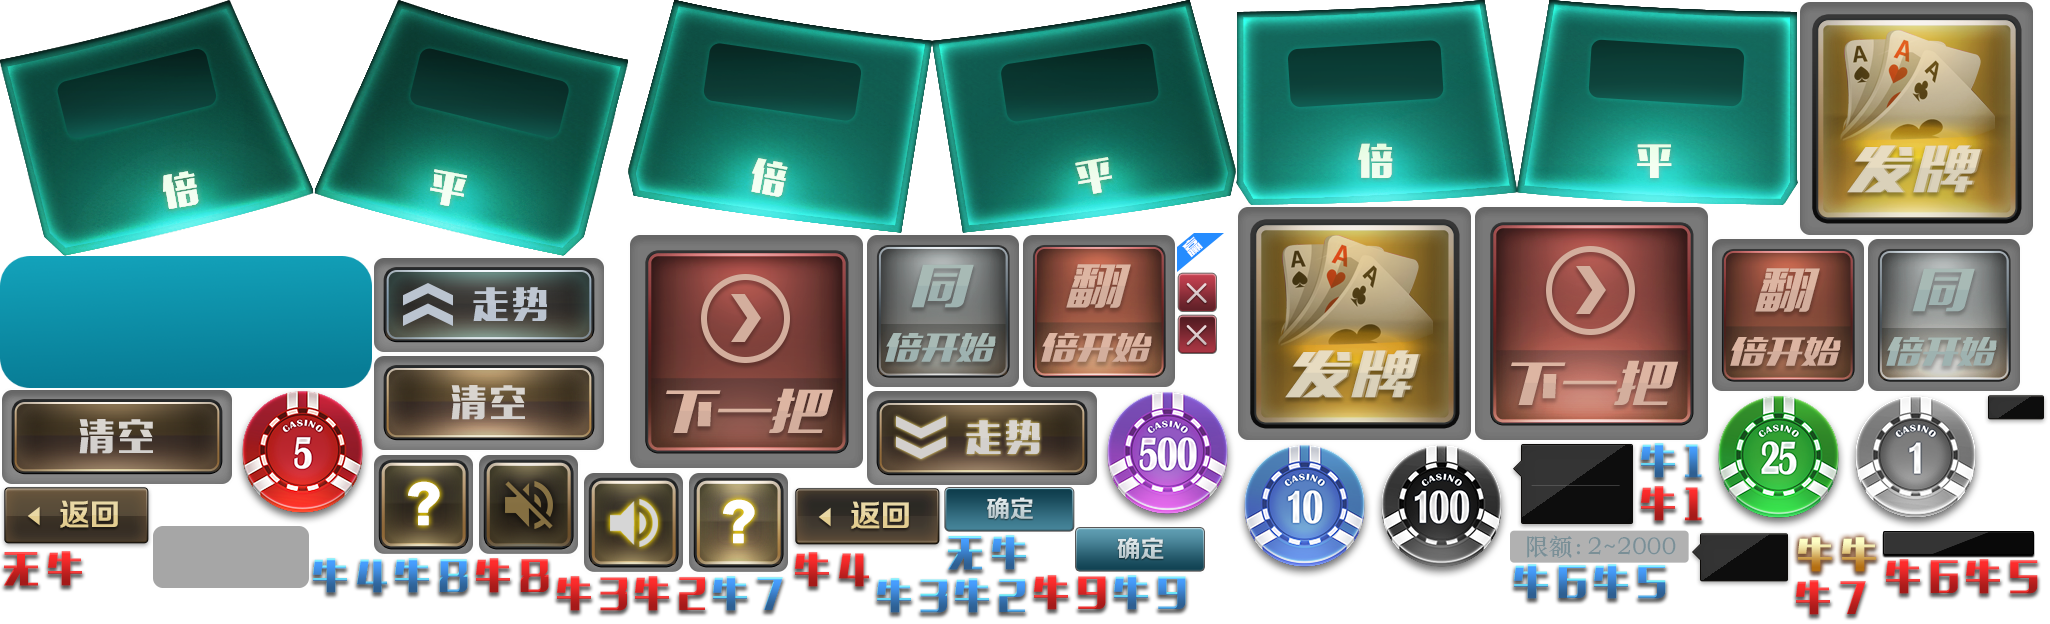 倍
平
倍
平
倍
平
A
A
A
发牌
走势
清空
下一把
同
倍开始
翻
倍开始
赢
A
A
A
发牌
下一把
翻
倍开始
同
倍开始
清空
CASINO
5
走势
CASINO
500
CASINO
10
CASINO
100
CASINO
25
CASINO
1
返回
?
?
返回
确定
确定
牛1
牛1
限额: 2~2000
无牛
牛4
牛8
牛8
牛3
牛2
牛7
牛4
无牛
牛3
牛2
牛9
牛9
牛6
牛5
牛牛
牛7
牛6
牛5